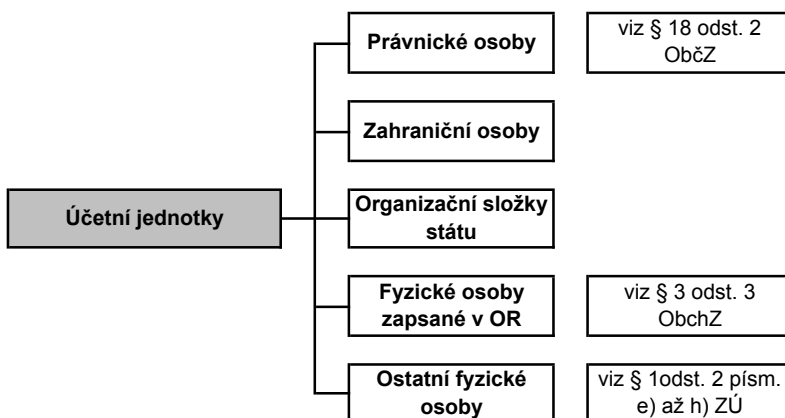 Právnické osoby
viz § 18 odst. 2
ObčZ
Zahraniční osoby
Účetní jednotky
Organizační složky
státu
Fyzické osoby
zapsané v OR
viz § 3 odst. 3
ObchZ
Ostatní fyzické
osoby
viz § 1odst. 2 písm.
e) až h) ZÚ